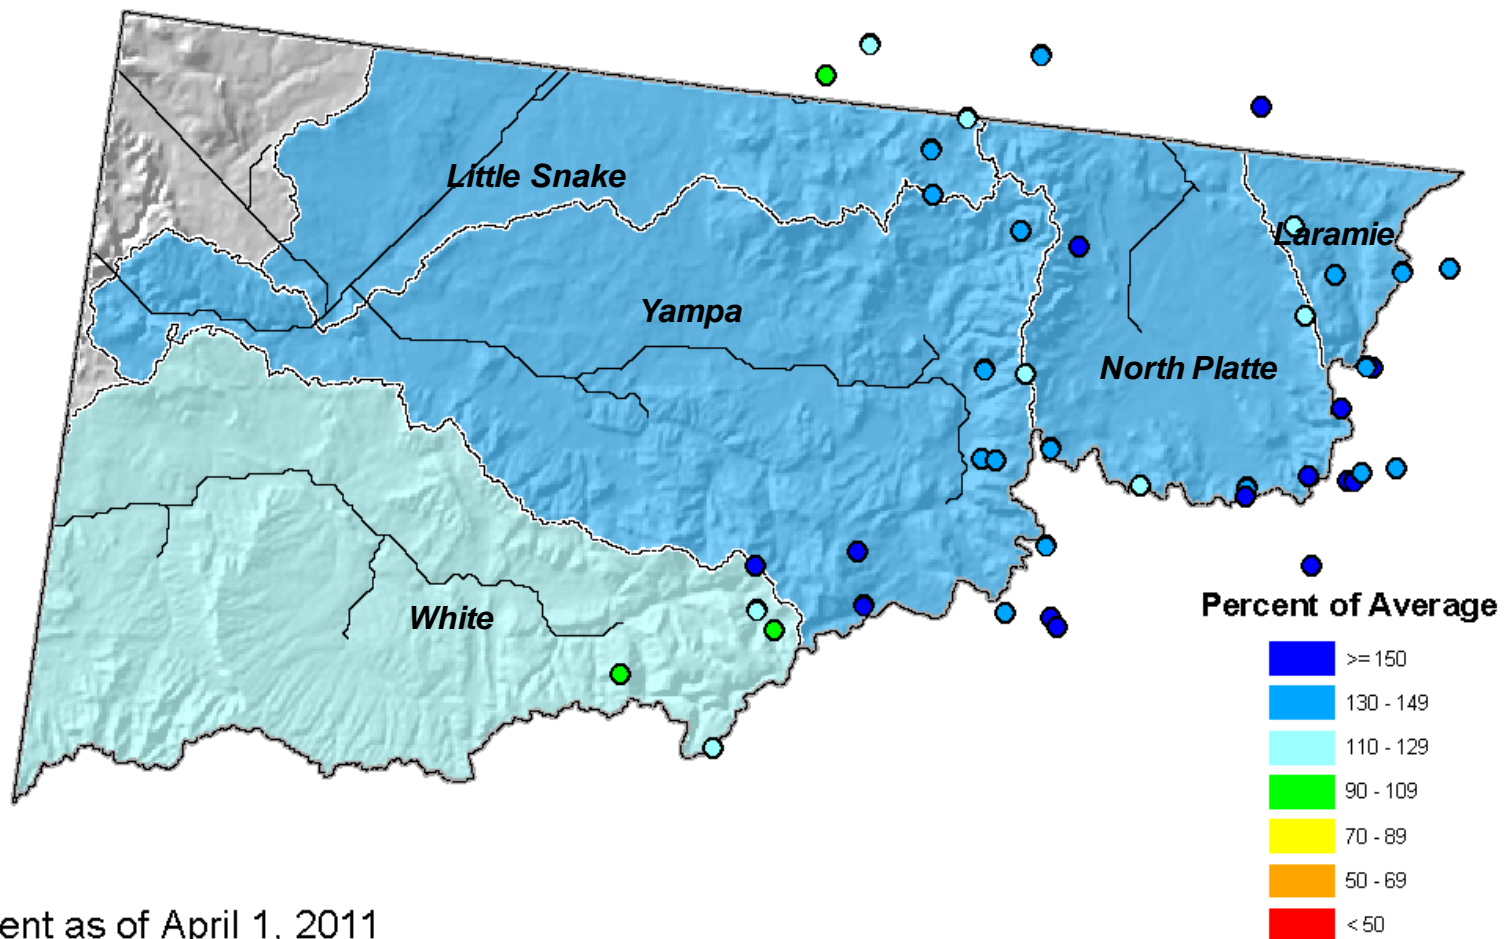 Little Snake
Laramie
Yampa
North Platte
White
Percent of Average
>= 150
130 - 149
110 - 129
90 - 109
70 - 89
50 - 69
< 50
ent as of April 1, 2011